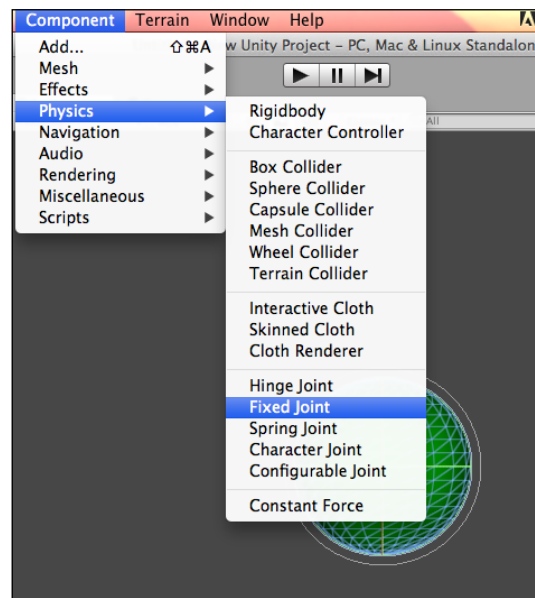 Component Terrain Window Help
Add... ⇧⌘A
w Unity Project – PC, Mac & Linux Standalon
Mesh
Effects
Physics
Navigation
Audio
Rendering
Miscellaneous
Scripts
Rigidbody
Character Controller
All
Box Collider
Sphere Collider
Capsule Collider
Mesh Collider
Wheel Collider
Terrain Collider
Interactive Cloth
Skinned Cloth
Cloth Renderer
Hinge Joint
Fixed Joint
Spring Joint
Character Joint
Configurable Joint
Constant Force